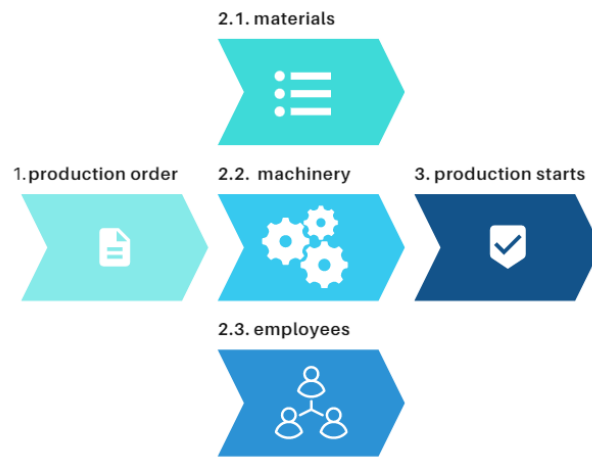 2.1. materials
1.production order
2.2. machinery
3. production starts
2.3. employees